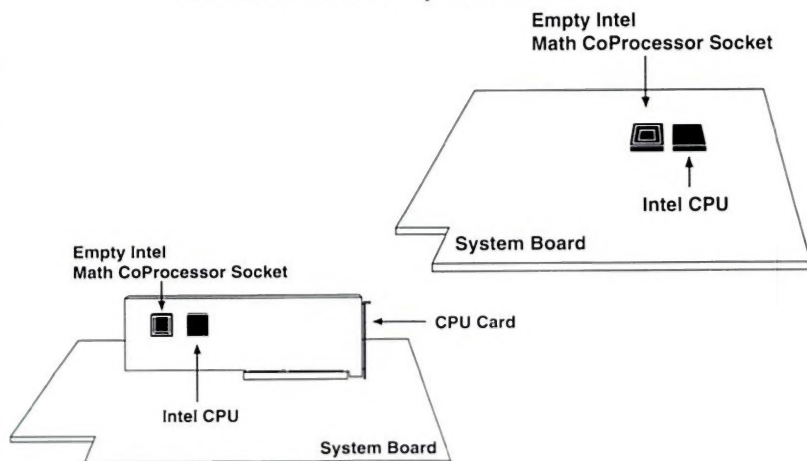 Empty Intel
Math CoProcessor Socket
Intel CPU
System Board
Empty Intel
Math CoProcessor Socket
CPU Card
Intel CPU
System Board